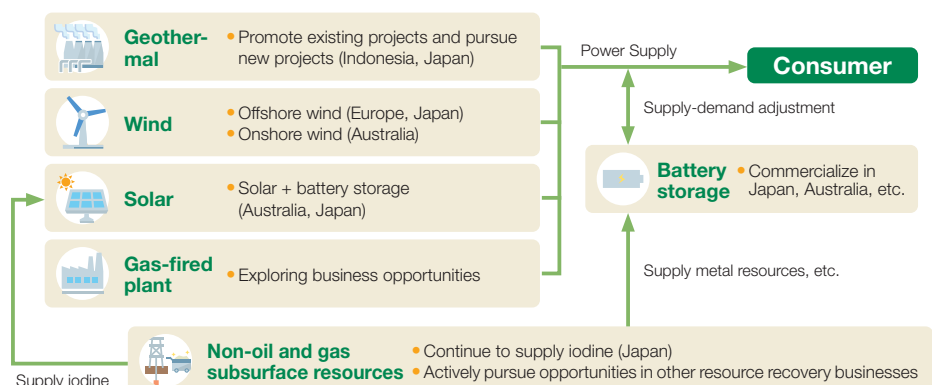 Geother-
mal
• Promote existing projects and pursue
new projects (Indonesia, Japan)
Power Supply
Consumer
Wind
• Offshore wind (Europe, Japan)
• Onshore wind (Australia)
Supply-demand adjustment
Solar
• Solar + battery storage
(Australia, Japan)
Battery
storage
• Commercialize in
Japan, Australia, etc.
Gas-fired
plant
• Exploring business opportunities
Supply metal resources, etc.
Non-oil and gas
subsurface resources
• Continue to supply iodine (Japan)
• Actively pursue opportunities in other resource recovery businesses
Supply iodine